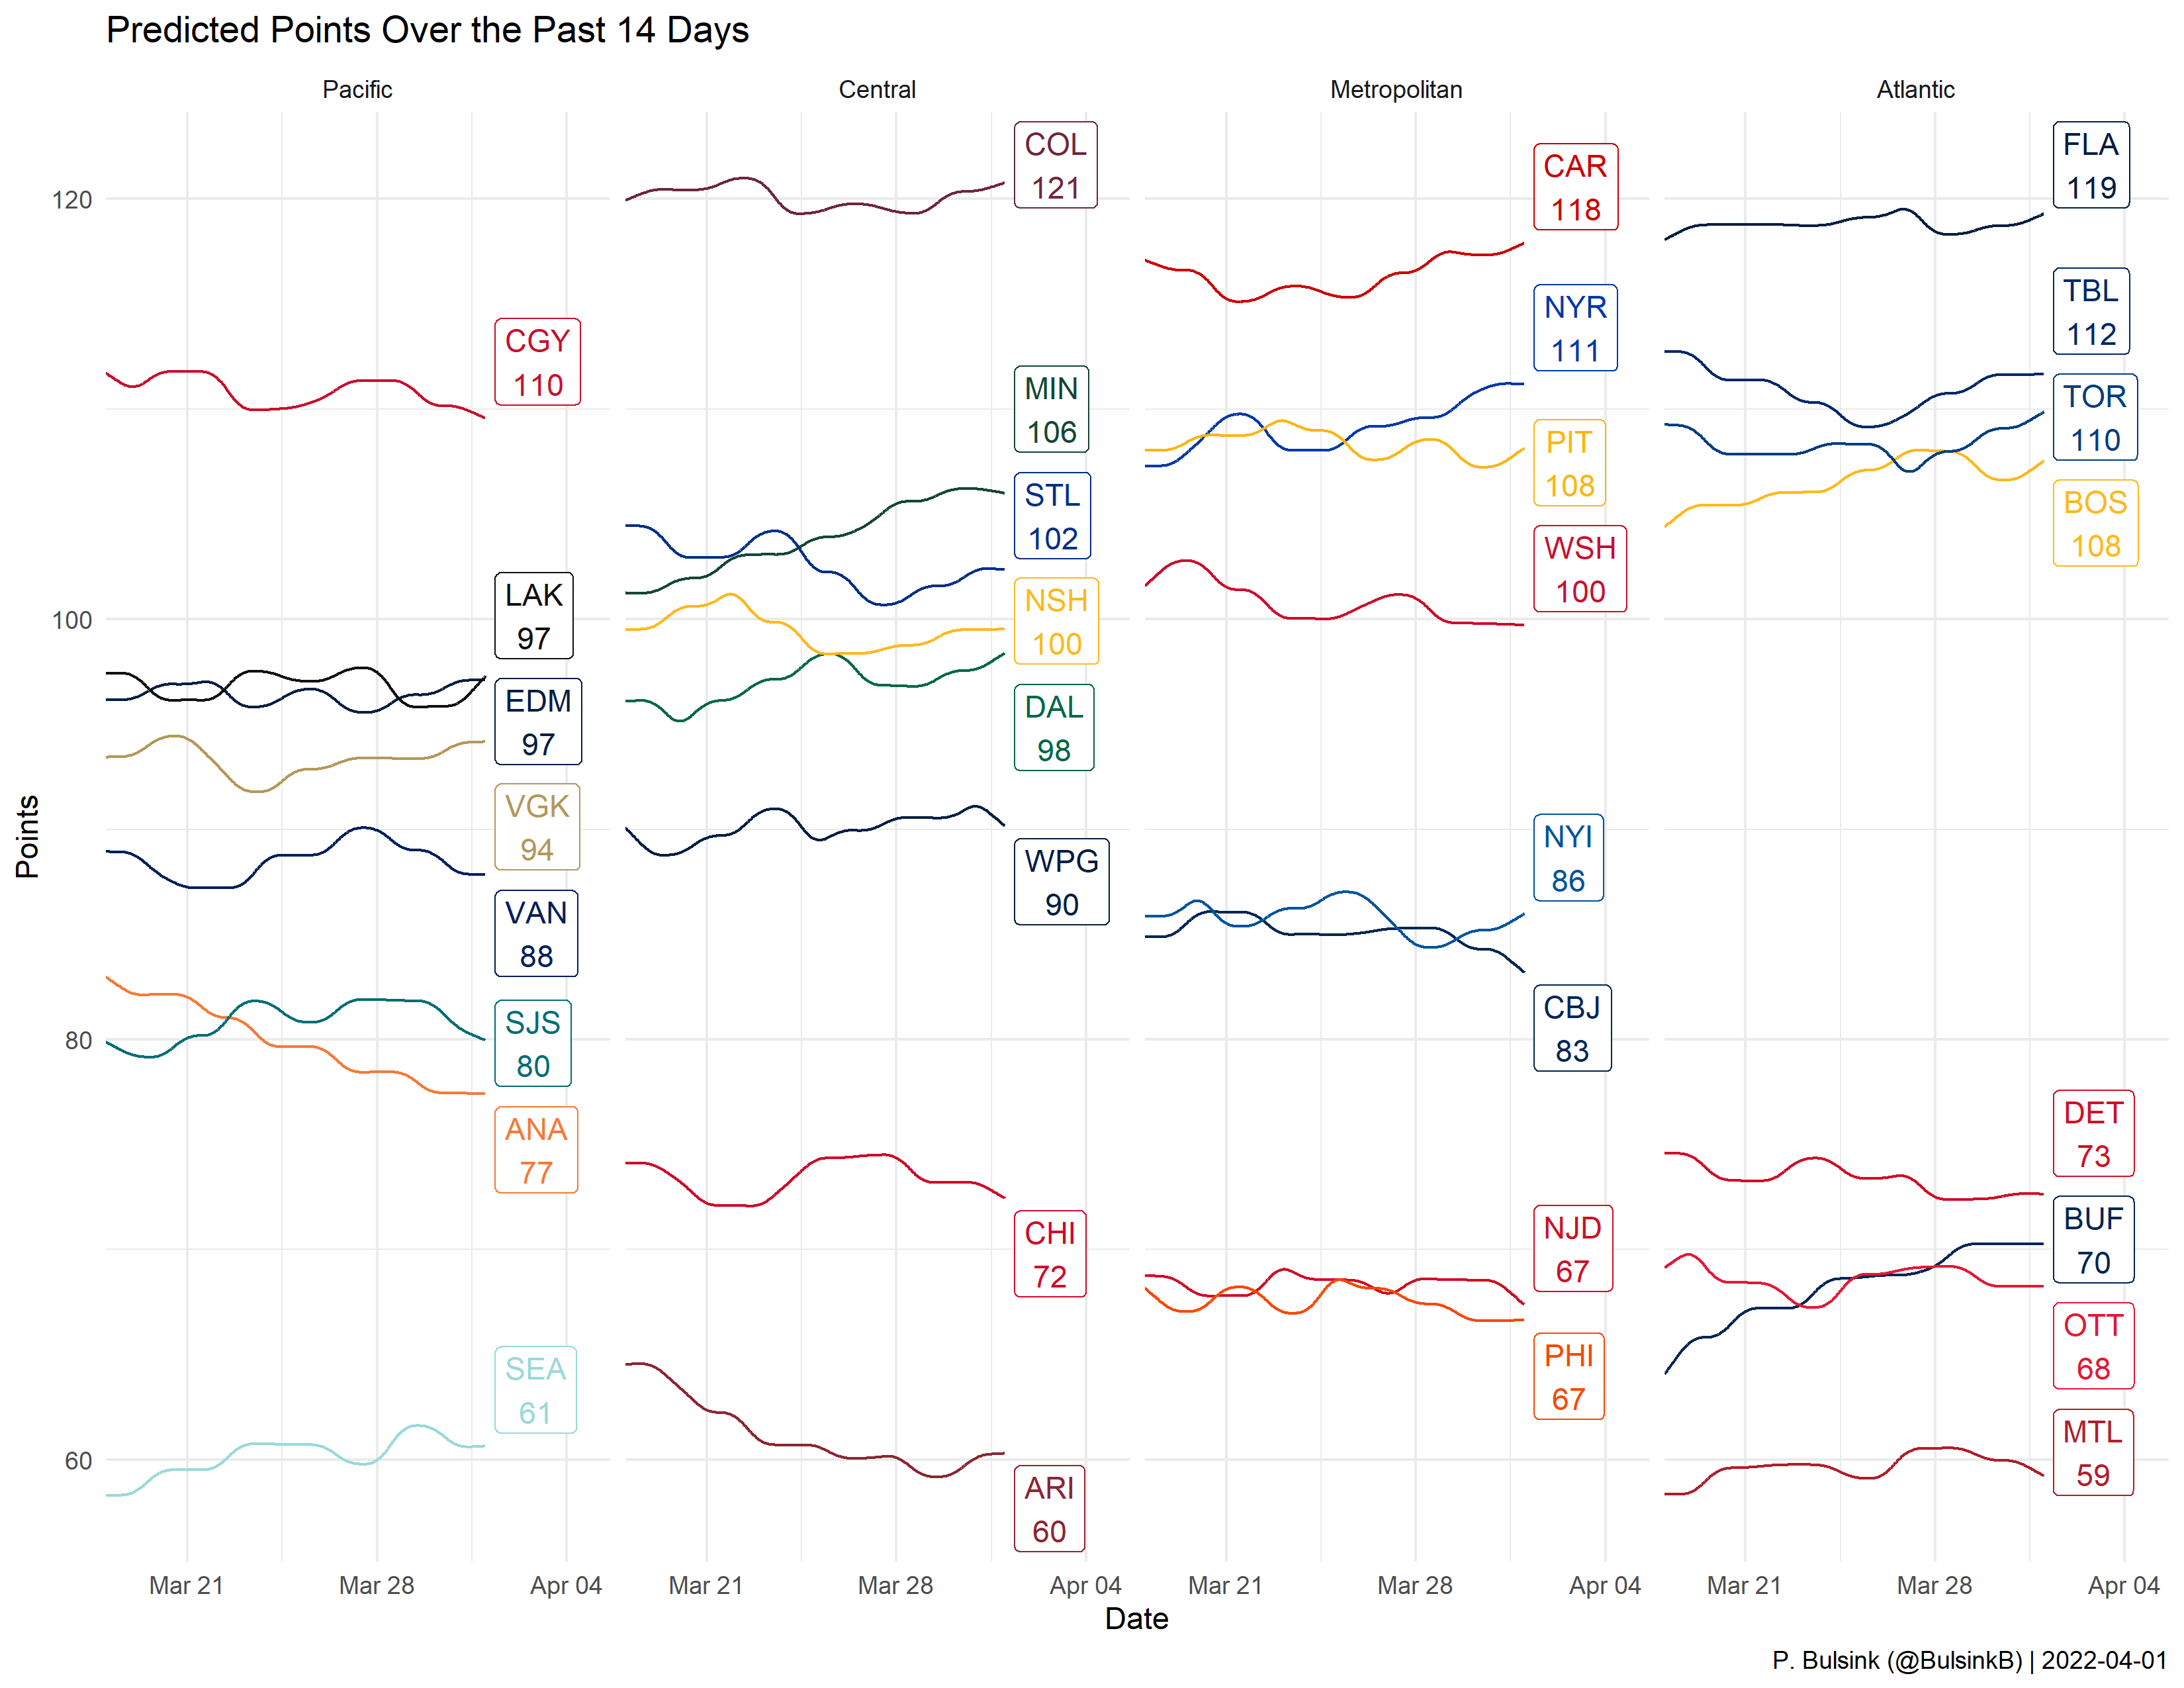 Predicted Points Over the Past 14 Days
Pacific
Central
Metropolitan
Atlantic
Points
120
100
80
60
CGY
110
LAK
97
EDM
97
VGK
94
VAN
88
SJS
80
ANA
77
SEA
61
COL
121
MIN
106
STL
102
NSH
100
DAL
98
WPG
90
CHI
72
ARI
60
CAR
118
NYR
111
PIT
108
WSH
100
NYI
86
CBJ
83
NJD
67
PHI
67
FLA
119
TBL
112
TOR
110
BOS
108
DET
73
BUF
70
OTT
68
MTL
59
Mar 21 Mar 28 Apr 04
Mar 21 Mar 28 Apr 04
Mar 21 Mar 28 Apr 04
Mar 21 Mar 28 Apr 04
Date
P. Bulsink (@BulsinkB) | 2022-04-01